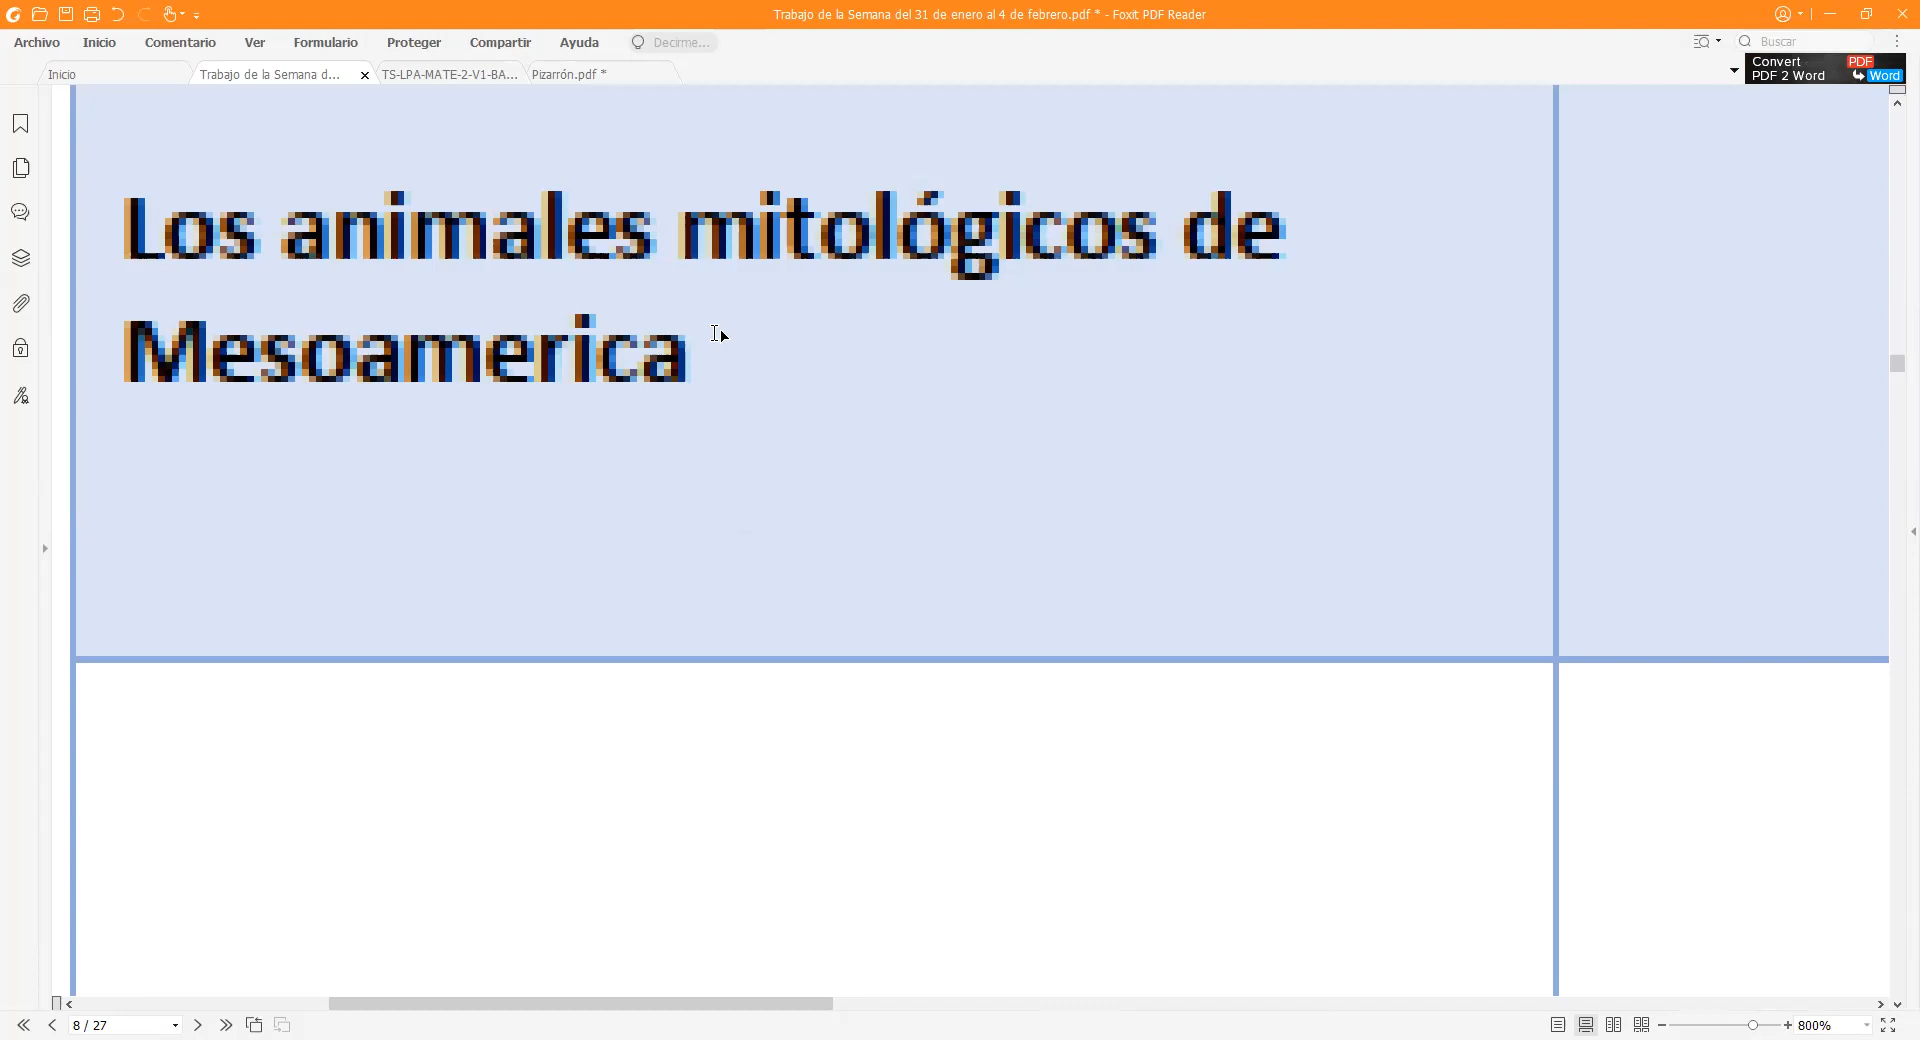 Trabajo de la Semana del 31 de enero al 4 de febrero.pdf * - Foxit PDF Reader
Archivo Inicio Comentario Ver Formulario Proteger Compartir Ayuda Decirme... Buscar
Inicio Trabajo de la Semana d... TS-LPA-MATE-2-V1-BA... Pizarrón.pdf *
Convert PDF
PDF 2 Word Word
Los animales mitológicos de
Mesoamerica
8 / 27 800%